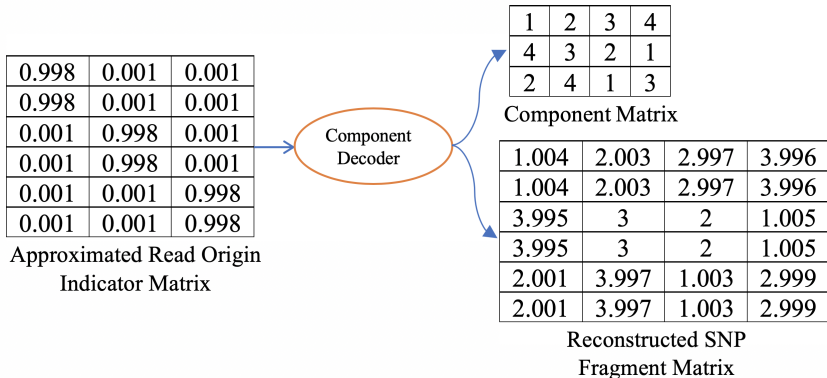 0.998 0.001 0.001
0.998 0.001 0.001
0.001 0.998 0.001
0.001 0.998 0.001
0.001 0.001 0.998
0.001 0.001 0.998
Approximated Read Origin
Indicator Matrix
Component
Decoder
1 2 3 4
4 3 2 1
2 4 1 3
Component Matrix
1.004 2.003 2.997 3.996
1.004 2.003 2.997 3.996
3.995 3 2 1.005
3.995 3 2 1.005
2.001 3.997 1.003 2.999
2.001 3.997 1.003 2.999
Reconstructed SNP
Fragment Matrix